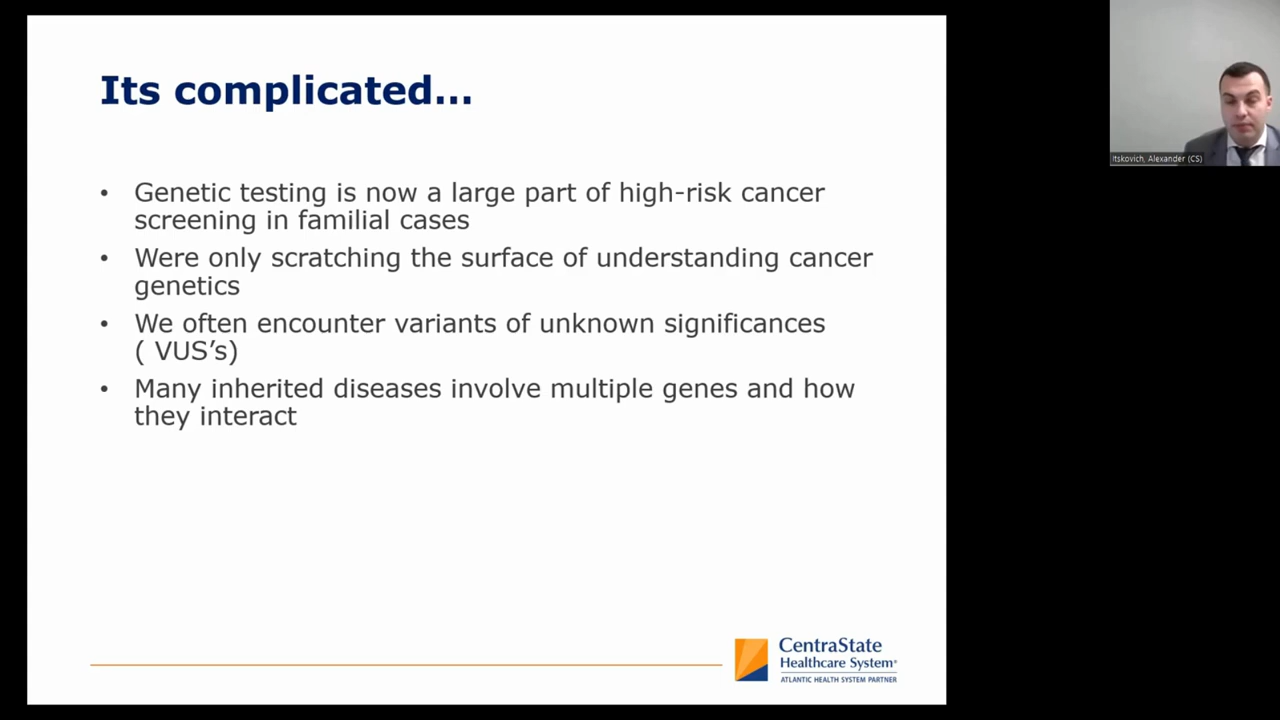 Its complicated...
• Genetic testing is now a large part of high-risk cancer
screening in familial cases
• Were only scratching the surface of understanding cancer
genetics
• We often encounter variants of unknown significances
( VUS’s)
• Many inherited diseases involve multiple genes and how
they interact
CentraState
Healthcare System®
ATLANTIC HEALTH SYSTEM PARTNER
Itskovich, Alexander (CS)